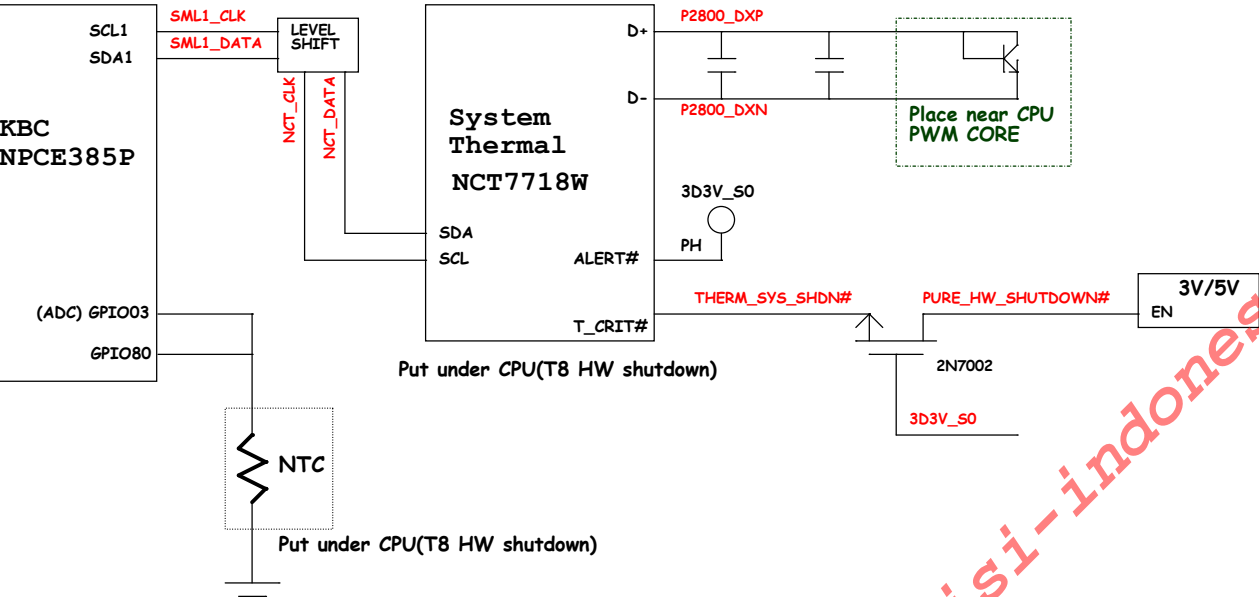 SCL1
SDA1
SML1_CLK
SML1_DATA
LEVEL
SHIFT
NCT_CLK
NCT_DATA
KBC
NPCE385P
(ADC) GPIO03
GPIO80
NTC
Put under CPU(T8 HW shutdown)
System
Thermal
NCT7718W
SDA
SCL
D+
D-
ALERT#
T_CRIT#
Put under CPU(T8 HW shutdown)
P2800_DXP
P2800_DXN
Place near CPU
PWM CORE
3D3V_S0
PH
THERM_SYS_SHDN#
PURE_HW_SHUTDOWN#
2N7002
3D3V_S0
3V/5V
EN
isi-indones